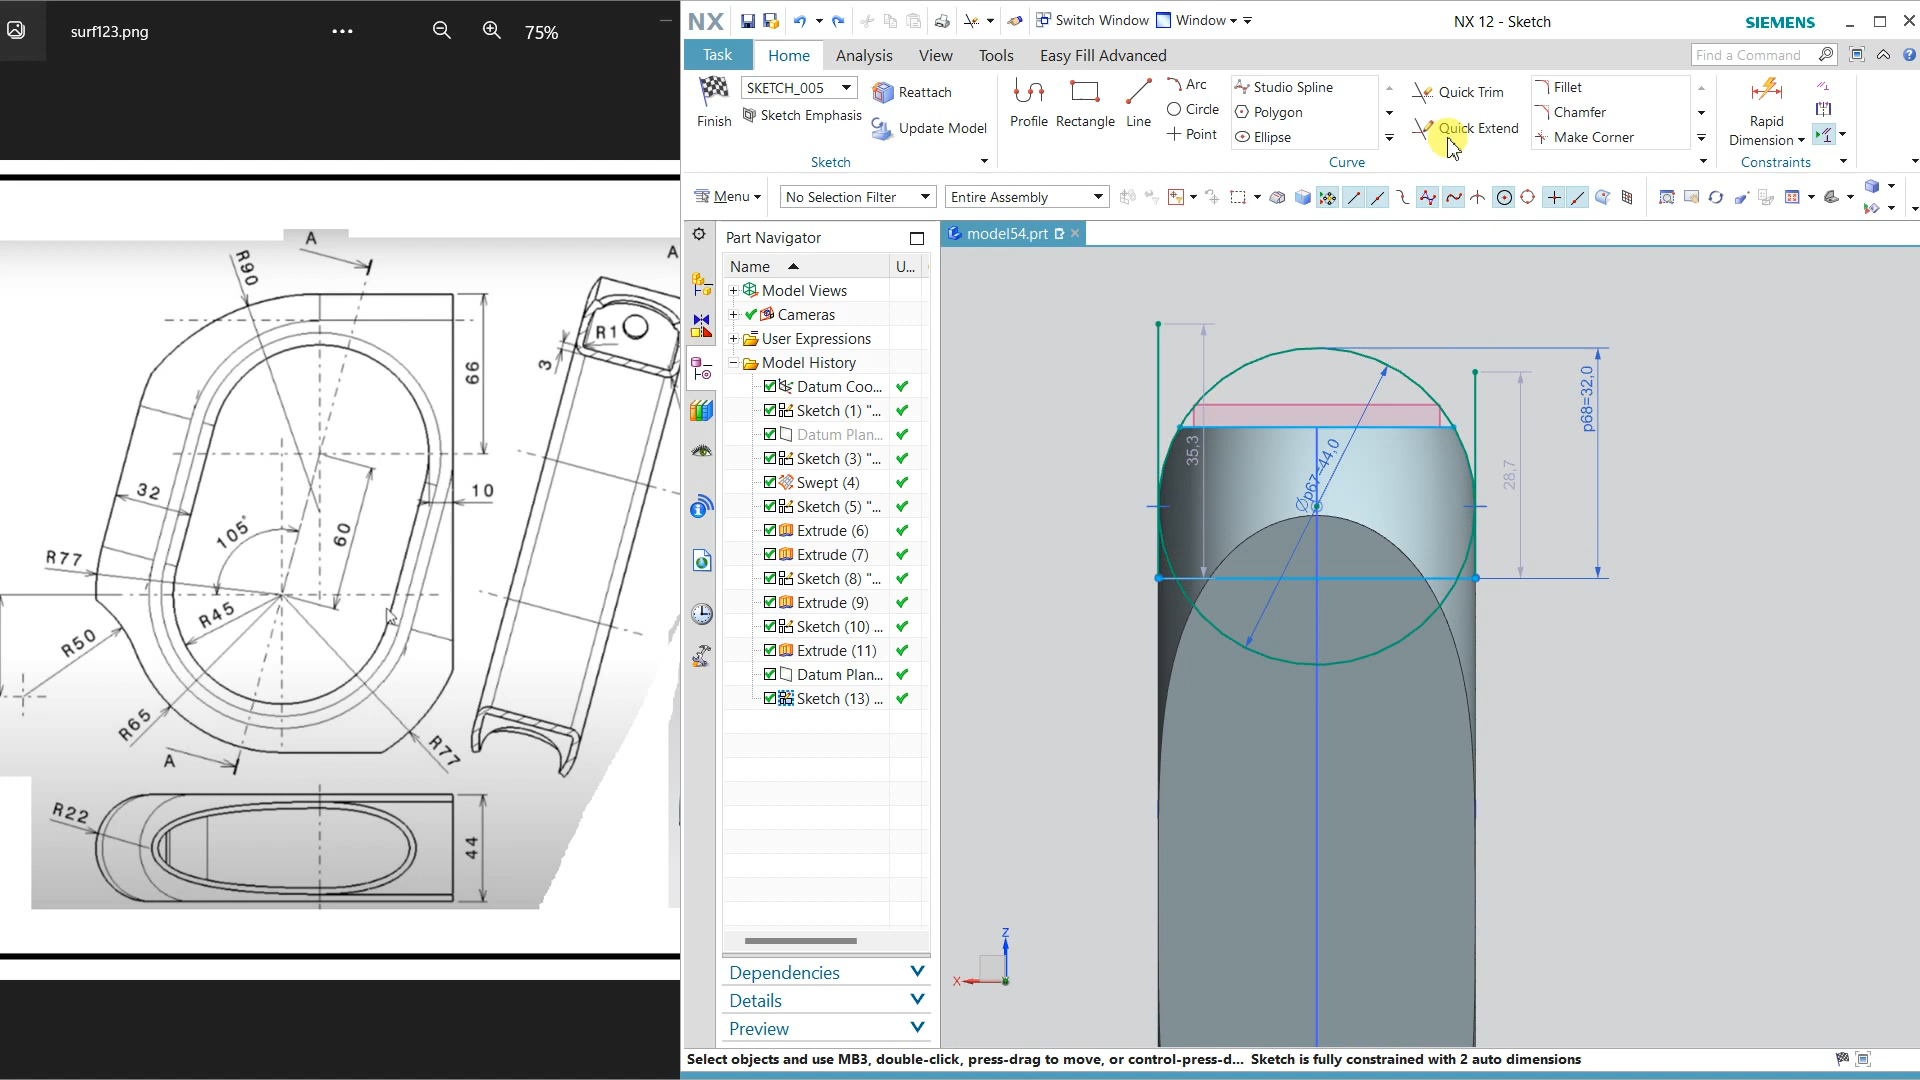 surf123.png
75%
A
A
R90
R1
3
66
32
10
105°
60
R77
R45
R50
R65
R77
A
R22
44
NX
Switch Window
Window
NX 12 - Sketch
SIEMENS
Task
Home
Analysis
View
Tools
Easy Fill Advanced
Find a Command
Finish
SKETCH_005
Sketch Emphasis
Reattach
Update Model
Sketch
Profile
Rectangle
Line
Arc
Circle
Point
Studio Spline
Polygon
Ellipse
Quick Trim
Quick Extend
Fillet
Chamfer
Make Corner
Curve
Rapid
Dimension
Constraints
Menu
No Selection Filter
Entire Assembly
Part Navigator
model54.prt
Name
U...
Model Views
Cameras
User Expressions
Model History
Datum Coo...
Sketch (1) "...
Datum Plan...
Sketch (3) "...
Swept (4)
Sketch (5) "...
Extrude (6)
Extrude (7)
Sketch (8) "...
Extrude (9)
Sketch (10) ...
Extrude (11)
Datum Plan...
Sketch (13) ...
Dependencies
Details
Preview
35,3
Øp67=44,0
28,7
p68=32,0
Z
X
Select objects and use MB3, double-click, press-drag to move, or control-press-d... Sketch is fully constrained with 2 auto dimensions